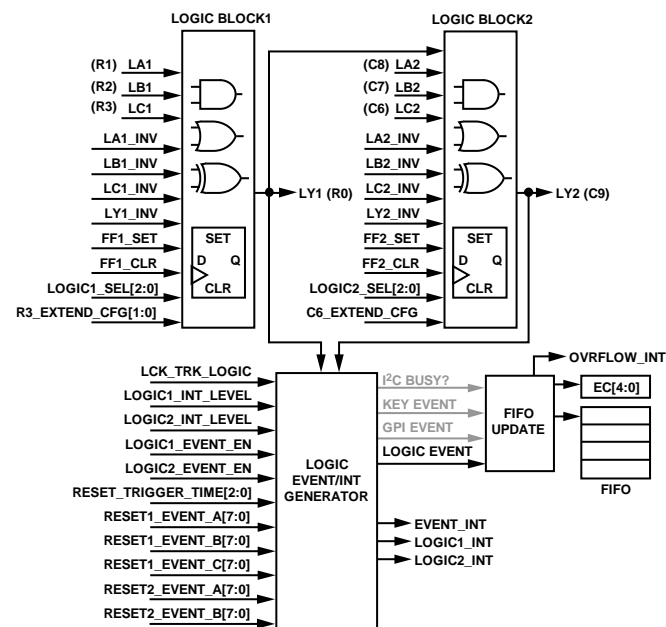 LOGIC BLOCK1
(R1) LA1
(R2) LB1
(R3) LC1
LA1_INV
LB1_INV
LC1_INV
LY1_INV
FF1_SET
FF1_CLR
LOGIC1_SEL[2:0]
R3_EXTEND_CFG[1:0]
SET
D Q
CLR
LY1 (R0)
LOGIC BLOCK2
(C8) LA2
(C7) LB2
(C6) LC2
LA2_INV
LB2_INV
LC2_INV
LY2_INV
FF2_SET
FF2_CLR
LOGIC2_SEL[2:0]
C6_EXTEND_CFG
SET
D Q
CLR
LY2 (C9)
LCK_TRK_LOGIC
LOGIC1_INT_LEVEL
LOGIC2_INT_LEVEL
LOGIC1_EVENT_EN
LOGIC2_EVENT_EN
RESET_TRIGGER_TIME[2:0]
RESET1_EVENT_A[7:0]
RESET1_EVENT_B[7:0]
RESET1_EVENT_C[7:0]
RESET2_EVENT_A[7:0]
RESET2_EVENT_B[7:0]
LOGIC
EVENT/INT
GENERATOR
I²C BUSY?
KEY EVENT
GPI EVENT
LOGIC EVENT
EVENT_INT
LOGIC1_INT
LOGIC2_INT
FIFO
UPDATE
OVRFLOW_INT
EC[4:0]
FIFO